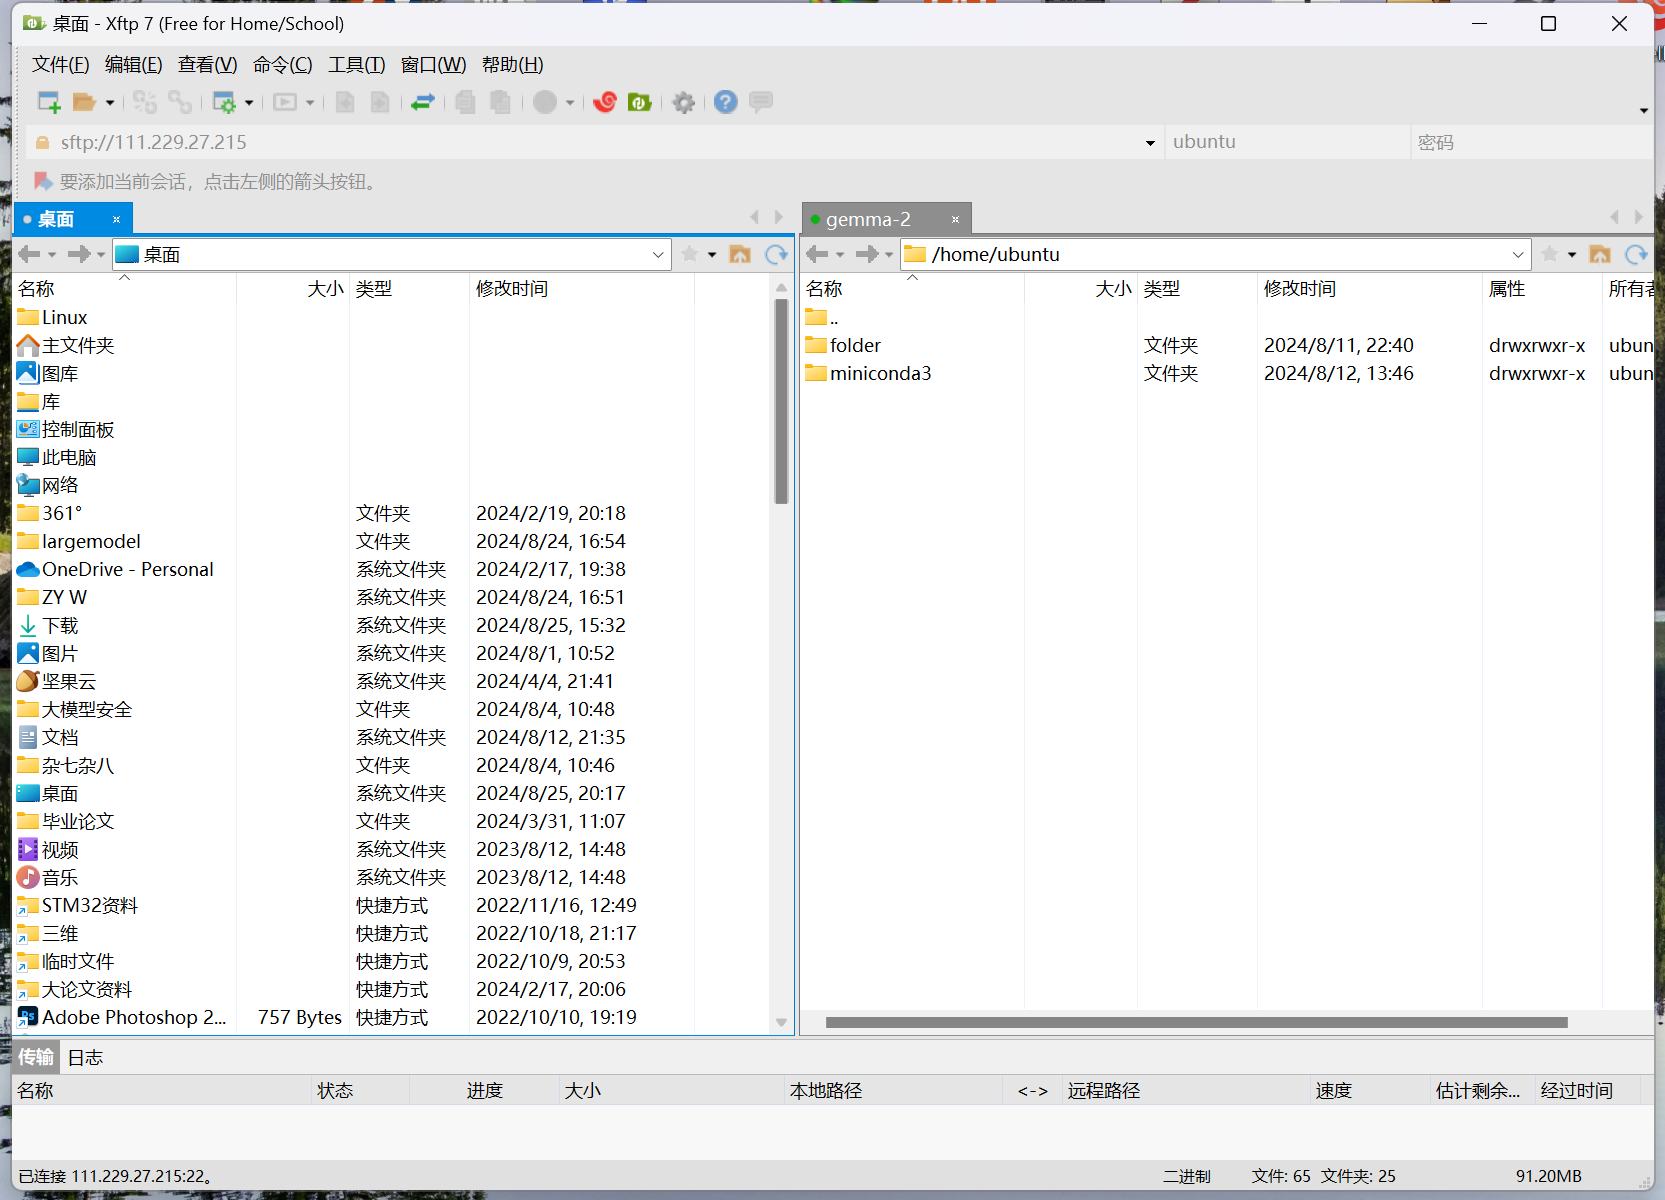 桌面 - Xftp 7 (Free for Home/School)
文件(F) 编辑(E) 查看(V) 命令(C) 工具(T) 窗口(W) 帮助(H)
sftp://111.229.27.215 ubuntu 密码
要添加当前会话，点击左侧的箭头按钮。
桌面 gemma-2
桌面 /home/ubuntu
名称 大小 类型 修改时间 名称 大小 类型 修改时间 属性 所有者
Linux ..
主文件夹 folder 文件夹 2024/8/11, 22:40 drwxrwxr-x ubun
图库 miniconda3 文件夹 2024/8/12, 13:46 drwxrwxr-x ubun
库
控制面板
此电脑
网络
361° 文件夹 2024/2/19, 20:18
largemodel 文件夹 2024/8/24, 16:54
OneDrive - Personal 系统文件夹 2024/2/17, 19:38
ZY W 系统文件夹 2024/8/24, 16:51
下载 系统文件夹 2024/8/25, 15:32
图片 系统文件夹 2024/8/1, 10:52
坚果云 系统文件夹 2024/4/4, 21:41
大模型安全 文件夹 2024/8/4, 10:48
文档 系统文件夹 2024/8/12, 21:35
杂七杂八 文件夹 2024/8/4, 10:46
桌面 系统文件夹 2024/8/25, 20:17
毕业论文 文件夹 2024/3/31, 11:07
视频 系统文件夹 2023/8/12, 14:48
音乐 系统文件夹 2023/8/12, 14:48
STM32资料 快捷方式 2022/11/16, 12:49
三维 快捷方式 2022/10/18, 21:17
临时文件 快捷方式 2022/10/9, 20:53
大论文资料 快捷方式 2024/2/17, 20:06
Adobe Photoshop 2... 757 Bytes 快捷方式 2022/10/10, 19:19
传输 日志
名称 状态 进度 大小 本地路径 <-> 远程路径 速度 估计剩余... 经过时间
已连接 111.229.27.215:22。 二进制 文件: 65 文件夹: 25 91.20MB